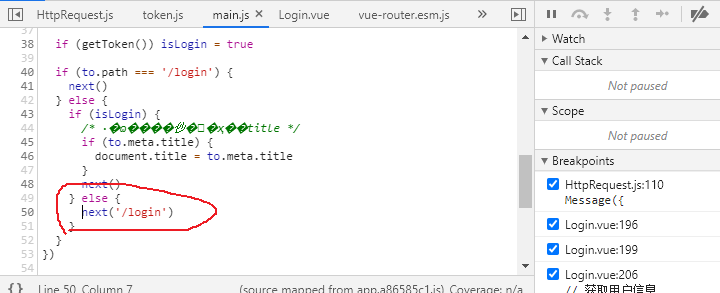 HttpRequest.js token.js main.js × Login.vue vue-router.esm.js »
▼ Watch
▼ Call Stack
Not paused
▼ Scope
Not paused
▼ Breakpoints
HttpRequest.js:110
Message({
Login.vue:196
Login.vue:199
Login.vue:206
// 获取用户信息
37
38 if (getToken()) isLogin = true
39
40 if (to.path === '/login') {
41 next()
42 } else {
43 if (isLogin) {
44 /* title */
45 if (to.meta.title) {
46 document.title = to.meta.title
47 }
48 next()
49 } else {
50 next('/login')
51 }
52 }
53 })
54
{ } Line 50, Column 7 (source mapped from app.a86585c1.js) Coverage: n/a